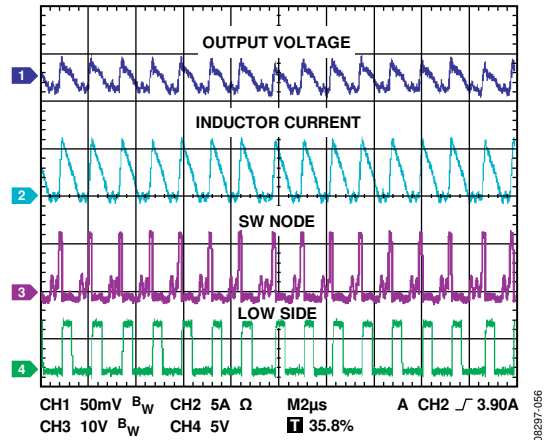 OUTPUT VOLTAGE
1
INDUCTOR CURRENT
2
SW NODE
3
LOW SIDE
4
CH1 50mV BW CH2 5A Ω M2µs A CH2 3.90A
CH3 10V BW CH4 5V T 35.8%
08297-056